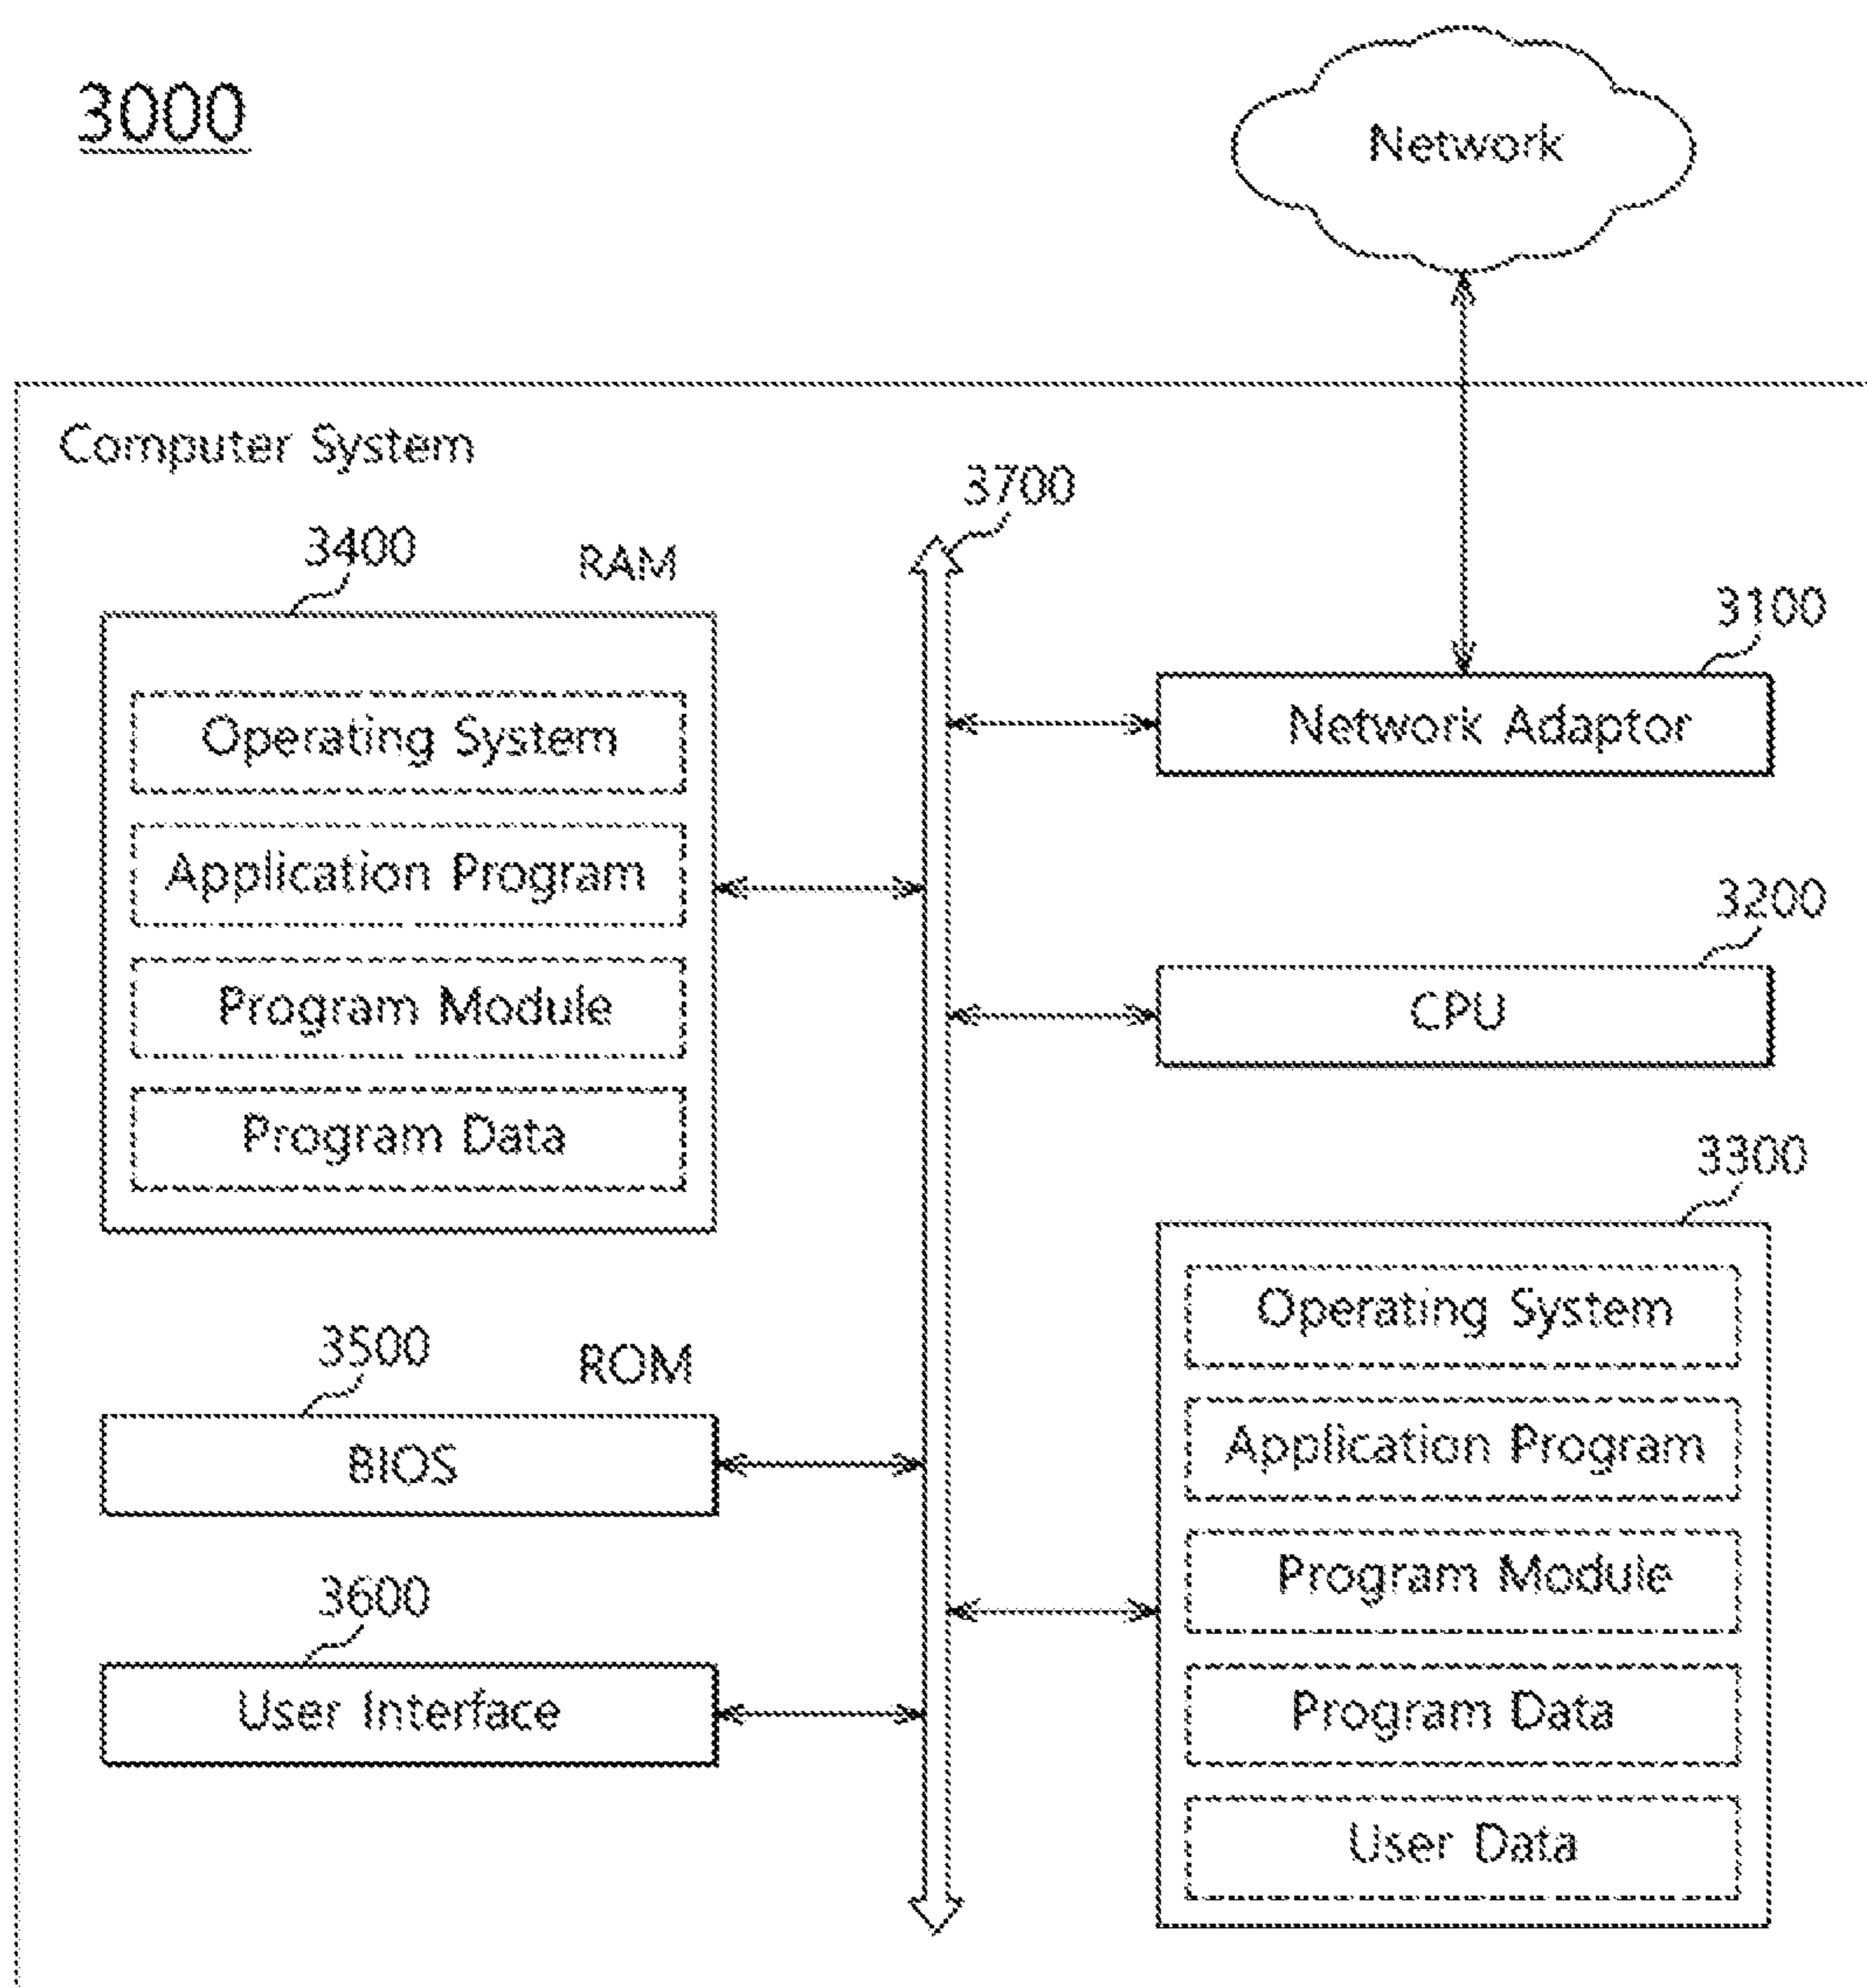 3000
Network
Computer System
3700
3400
RAM
3100
Operating System
Network Adaptor
Application Program
3200
Program Module
CPU
Program Data
3300
Operating System
3500
ROM
Application Program
BIOS
Program Module
3600
User Interface
Program Data
User Data